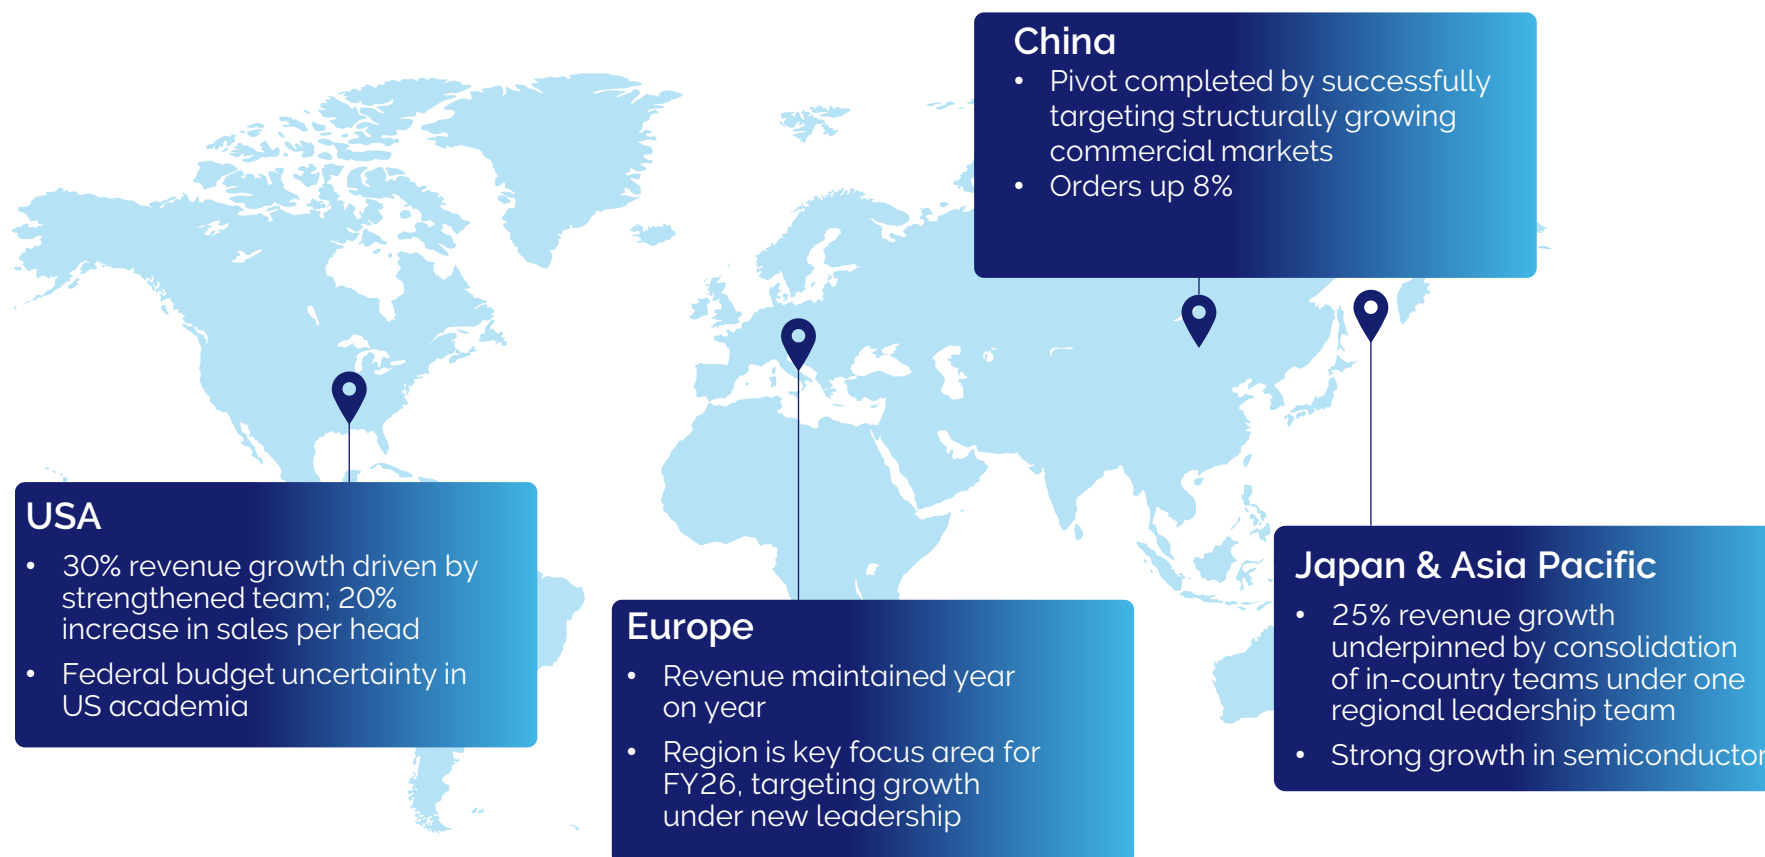 China
• Pivot completed by successfully
targeting structurally growing
commercial markets
• Orders up 8%
USA
• 30% revenue growth driven by
strengthened team; 20%
increase in sales per head
• Federal budget uncertainty in
US academia
Europe
• Revenue maintained year
on year
• Region is key focus area for
FY26, targeting growth
under new leadership
Japan & Asia Pacific
• 25% revenue growth
underpinned by consolidation
of in-country teams under one
regional leadership team
• Strong growth in semiconductor